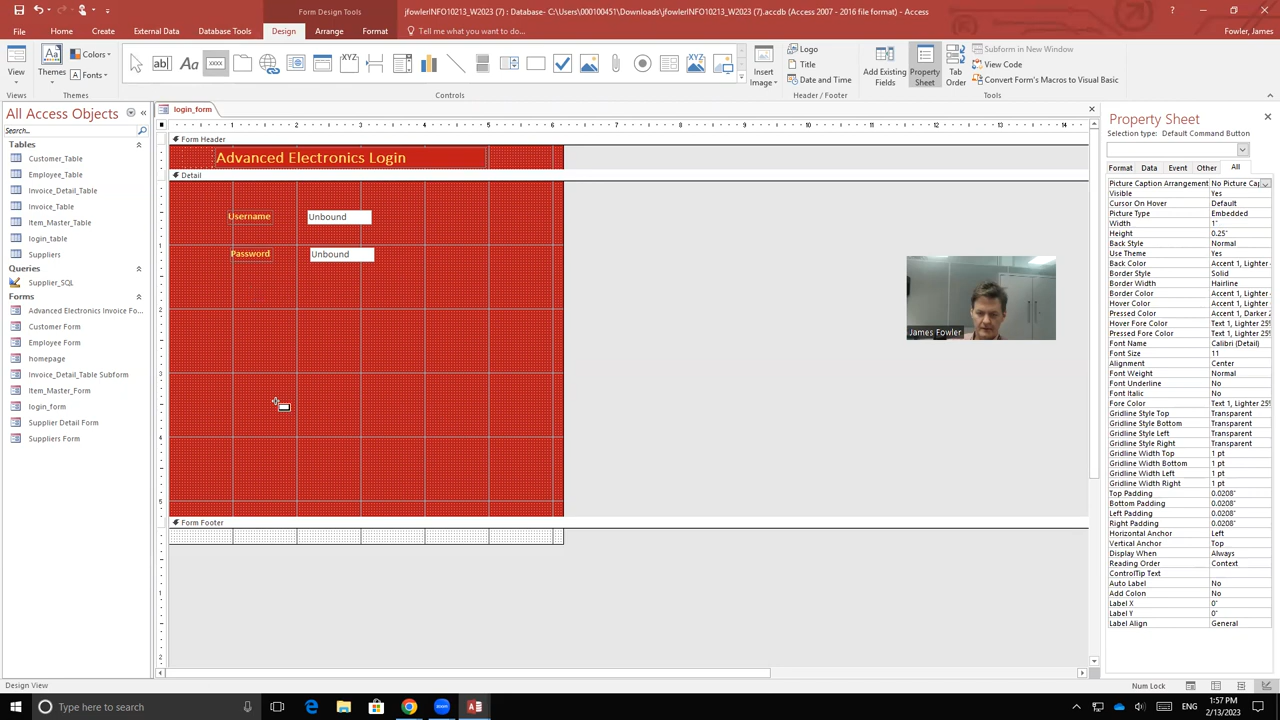 Form Design Tools
jfowlerINFO10213_W2023 (7) : Database- C:\Users\000100451\Downloads\jfowlerINFO10213_W2023 (7).accdb (Access 2007 - 2016 file format) - Access
Fowler, James
File Home Create External Data Database Tools Design Arrange Format Tell me what you want to do
View
Views
Themes
Colors
Fonts
Themes
Controls
Insert Image
Logo
Title
Date and Time
Header / Footer
Add Existing Fields
Property Sheet
Tab Order
Subform in New Window
View Code
Convert Form's Macros to Visual Basic
Tools
All Access Objects
Search...
Tables
Customer_Table
Employee_Table
Invoice_Detail_Table
Invoice_Table
Item_Master_Table
login_table
Suppliers
Queries
Supplier_SQL
Forms
Advanced Electronics Invoice Fo...
Customer Form
Employee Form
homepage
Invoice_Detail_Table Subform
Item_Master_Form
login_form
Supplier Detail Form
Suppliers Form
login_form
Form Header
Advanced Electronics Login
Detail
Username Unbound
Password Unbound
Form Footer
James Fowler
Property Sheet
Selection type: Default Command Button
Format Data Event Other All
Picture Caption Arrangement No Picture Cap
Visible Yes
Cursor On Hover Default
Picture Type Embedded
Width 1"
Height 0.25"
Back Style Normal
Use Theme Yes
Back Color Accent 1, Lighter
Border Style Solid
Border Width Hairline
Border Color Accent 1, Lighter
Hover Color Accent 1, Lighter
Pressed Color Accent 1, Darker 2
Hover Fore Color Text 1, Lighter 25%
Pressed Fore Color Text 1, Lighter 25%
Font Name Calibri (Detail)
Font Size 11
Alignment Center
Font Weight Normal
Font Underline No
Font Italic No
Fore Color Text 1, Lighter 25%
Gridline Style Top Transparent
Gridline Style Bottom Transparent
Gridline Style Left Transparent
Gridline Style Right Transparent
Gridline Width Top 1 pt
Gridline Width Bottom 1 pt
Gridline Width Left 1 pt
Gridline Width Right 1 pt
Top Padding 0.0208"
Bottom Padding 0.0208"
Left Padding 0.0208"
Right Padding 0.0208"
Horizontal Anchor Left
Vertical Anchor Top
Display When Always
Reading Order Context
ControlTip Text
Auto Label No
Add Colon No
Label X 0"
Label Y 0"
Label Align General
Design View
Num Lock
Type here to search
ENG
1:57 PM
2/13/2023